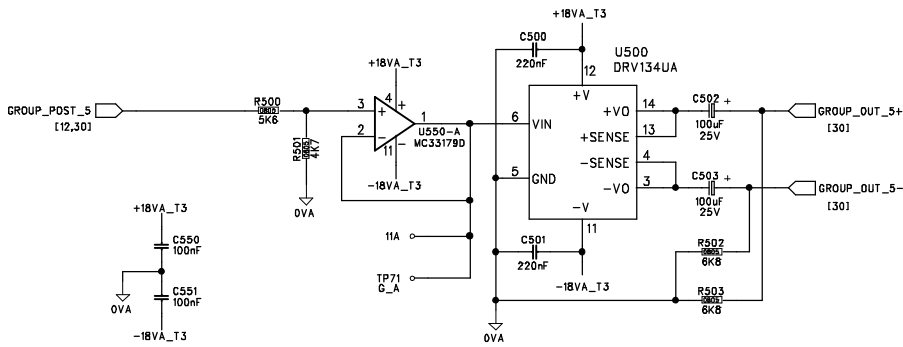 +18VA_T3
C500
220nF
U500
DRV134UA
12
+V
+18VA_T3
GROUP_POST_5
[12,30]
R500
0805
5K6
R501
0805
4K7
0VA
3
2
4
+
+
-
11
-
1
U550-A
MC33179D
-18VA_T3
6
VIN
5
GND
+VO
14
+SENSE
13
-SENSE
4
-VO
3
-V
11
C502
+
100uF
25V
GROUP_OUT_5+
[30]
C503
+
100uF
25V
GROUP_OUT_5-
[30]
+18VA_T3
C550
100nF
C551
100nF
0VA
-18VA_T3
11A
TP71
G_A
C501
220nF
-18VA_T3
R502
0805
6K8
R503
0805
6K8
0VA